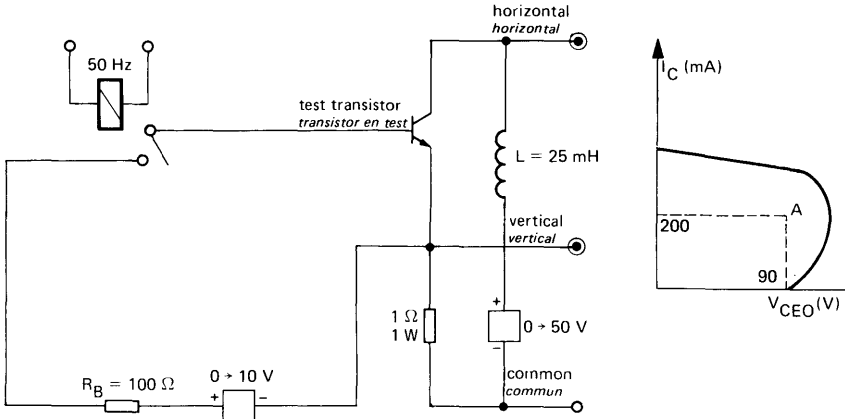 horizontal
horizontal
50 Hz
test transistor
transistor en test
L = 25 mH
vertical
vertical
1 Ω
1 W
+
0 → 50 V
−
common
commun
R_B = 100 Ω
0 → 10 V
+ −
I_C (mA)
A
200
90
V_CEO (V)